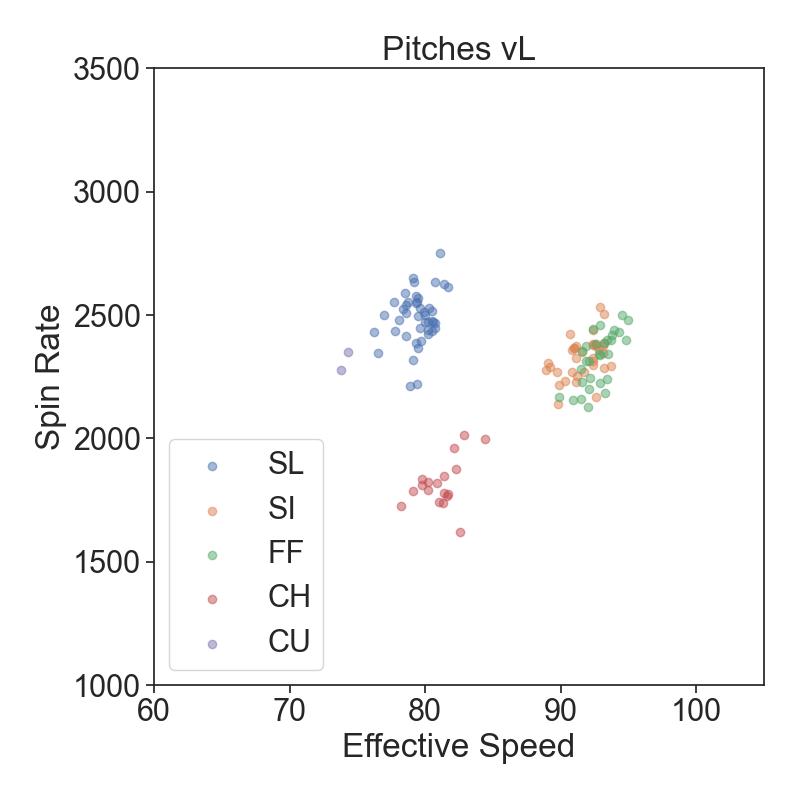 Pitches vL
3500
3000
2500
2000
1500
1000
Spin Rate
SL
SI
FF
CH
CU
60 70 80 90 100
Effective Speed